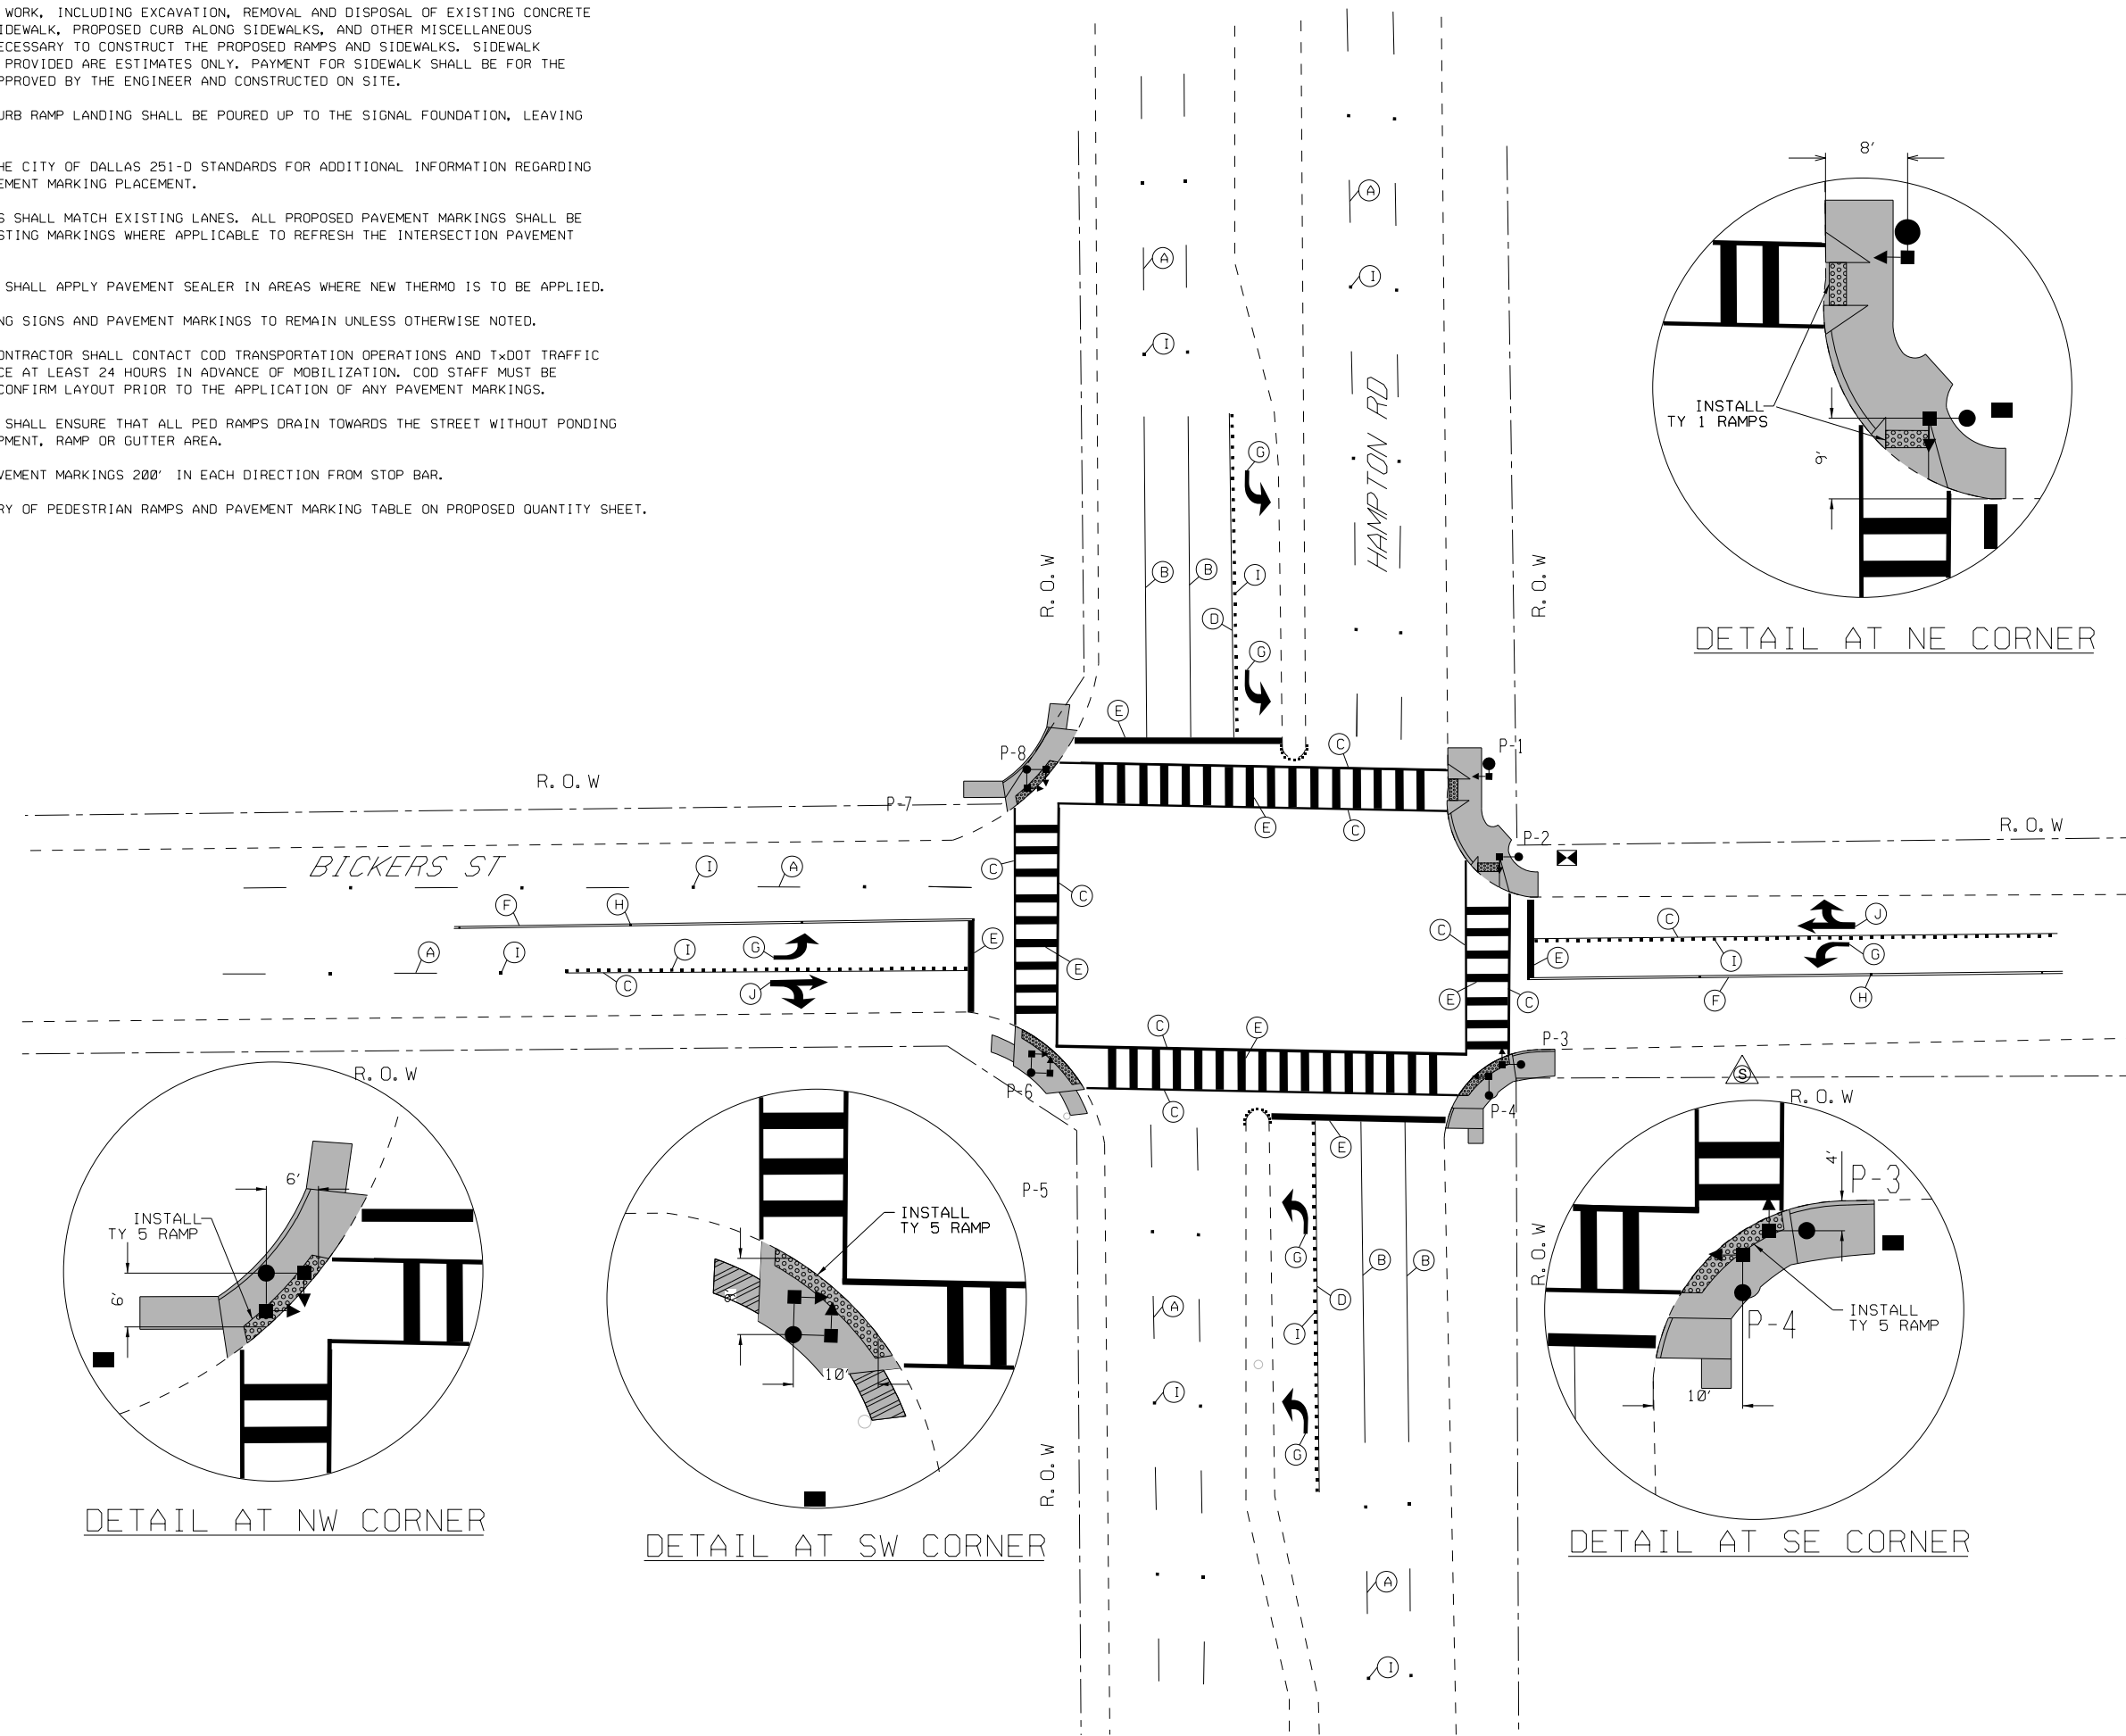 WORK, INCLUDING EXCAVATION, REMOVAL AND DISPOSAL OF EXISTING CONCRETE
IDEWALK, PROPOSED CURB ALONG SIDEWALKS, AND OTHER MISCELLANEOUS
ECESSARY TO CONSTRUCT THE PROPOSED RAMPS AND SIDEWALKS. SIDEWALK
PROVIDED ARE ESTIMATES ONLY. PAYMENT FOR SIDEWALK SHALL BE FOR THE
PPROVED BY THE ENGINEER AND CONSTRUCTED ON SITE.
URB RAMP LANDING SHALL BE POURED UP TO THE SIGNAL FOUNDATION, LEAVING
HE CITY OF DALLAS 251-D STANDARDS FOR ADDITIONAL INFORMATION REGARDING
EMENT MARKING PLACEMENT.
S SHALL MATCH EXISTING LANES. ALL PROPOSED PAVEMENT MARKINGS SHALL BE
STING MARKINGS WHERE APPLICABLE TO REFRESH THE INTERSECTION PAVEMENT
SHALL APPLY PAVEMENT SEALER IN AREAS WHERE NEW THERMO IS TO BE APPLIED.
NG SIGNS AND PAVEMENT MARKINGS TO REMAIN UNLESS OTHERWISE NOTED.
ONTRACTOR SHALL CONTACT COD TRANSPORTATION OPERATIONS AND TxDOT TRAFFIC
CE AT LEAST 24 HOURS IN ADVANCE OF MOBILIZATION. COD STAFF MUST BE
CONFIRM LAYOUT PRIOR TO THE APPLICATION OF ANY PAVEMENT MARKINGS.
SHALL ENSURE THAT ALL PED RAMPS DRAIN TOWARDS THE STREET WITHOUT PONDING
PMENT, RAMP OR GUTTER AREA.
VEMENT MARKINGS 200' IN EACH DIRECTION FROM STOP BAR.
RY OF PEDESTRIAN RAMPS AND PAVEMENT MARKING TABLE ON PROPOSED QUANTITY SHEET.
8'
A
A
I
I
HAMPTON RD
INSTALL
TY 1 RAMPS
9'
G
B
B
I
D
G
R.O.W
R.O.W
DETAIL AT NE CORNER
E
C
P-1
P-8
R.O.W
P-7
E
C
P-2
R.O.W
BICKERS ST
I
A
C
C
F
H
G
I
A
I
E
C
J
E
C
E
C
E
C
J
G
I
F
H
C
E
P-3
P-6
C
E
P-4
S
R.O.W
R.O.W
6'
INSTALL
TY 5 RAMP
6'
DETAIL AT NW CORNER
P-5
INSTALL
TY 5 RAMP
10'
DETAIL AT SW CORNER
G
B
B
D
A
I
I
G
R.O.W
R.O.W
A
I
4'
P-3
INSTALL
TY 5 RAMP
P-4
10'
DETAIL AT SE CORNER